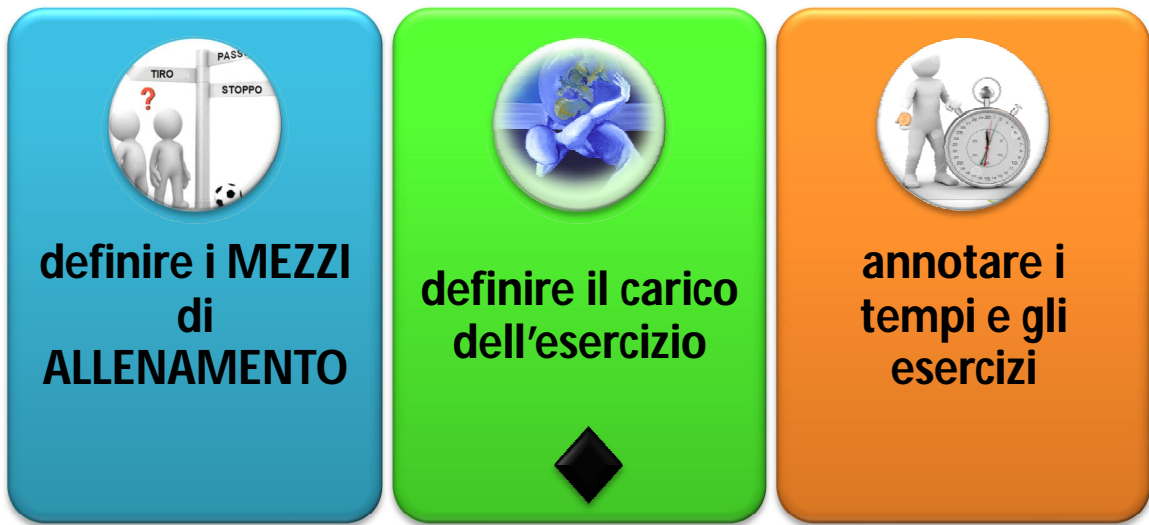 PASS
TIRO
STOPPO
?
definire i MEZZI
di
ALLENAMENTO
definire il carico
dell'esercizio
annotare i
tempi e gli
esercizi